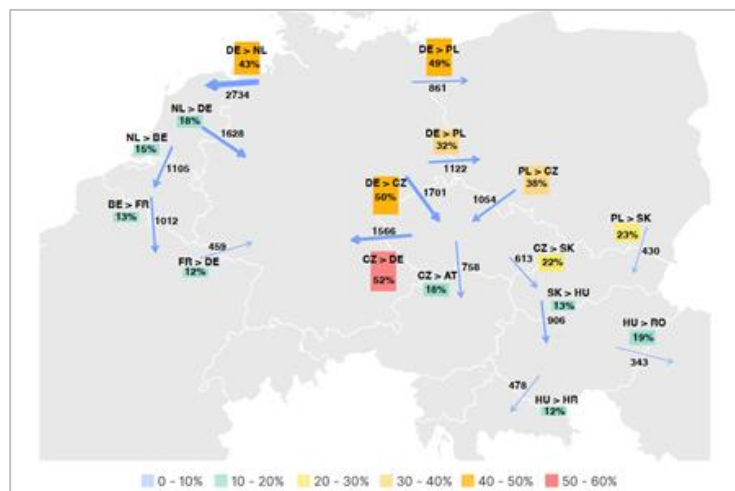 DE > NL
43%
2734
DE > PL
49%
861
NL > DE
18%
1628
NL > BE
15%
1105
DE > PL
32%
1122
DE > CZ
50%
1701
PL > CZ
38%
1054
BE > FR
13%
1012
1566
CZ > DE
52%
459
FR > DE
12%
758
CZ > AT
18%
PL > SK
23%
430
613
CZ > SK
22%
SK > HU
13%
906
HU > RO
19%
343
478
HU > HR
12%
0 - 10% 10 - 20% 20 - 30% 30 - 40% 40 - 50% 50 - 60%